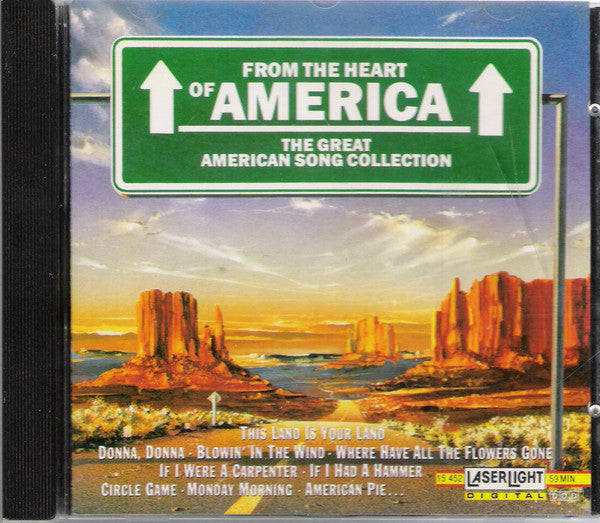 FROM THE HEART
OF AMERICA
THE GREAT
AMERICAN SONG COLLECTION
THIS LAND IS YOUR LAND
DONNA, DONNA - BLOWIN' IN THE WIND - WHERE HAVE ALL THE FLOWERS GONE
IF I WERE A CARPENTER - IF I HAD A HAMMER
CIRCLE GAME - MONDAY MORNING - AMERICAN PIE...
15 452 LASERLIGHT 59 MIN
DIGITAL DDD